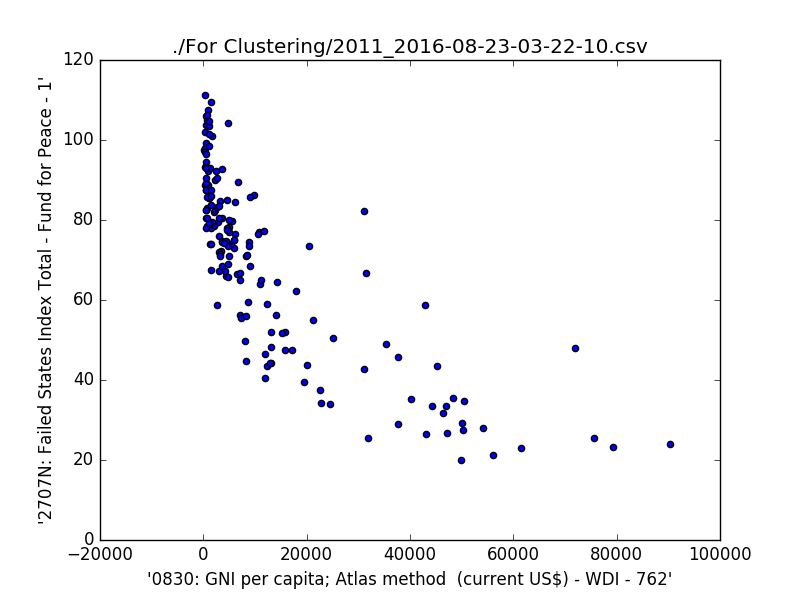 ./For Clustering/2011_2016-08-23-03-22-10.csv
120
100
80
60
40
20
0
'2707N: Failed States Index Total - Fund for Peace - 1'
−20000 0 20000 40000 60000 80000 100000
'0830: GNI per capita; Atlas method  (current US$) - WDI - 762'